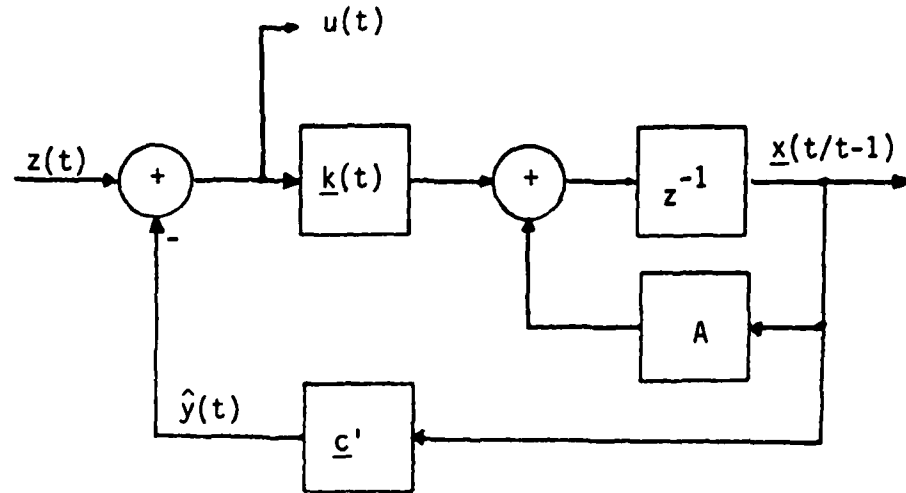 u(t)
z(t)
+
k(t)
+
z⁻¹
x(t/t-1)
-
A
ŷ(t)
c'